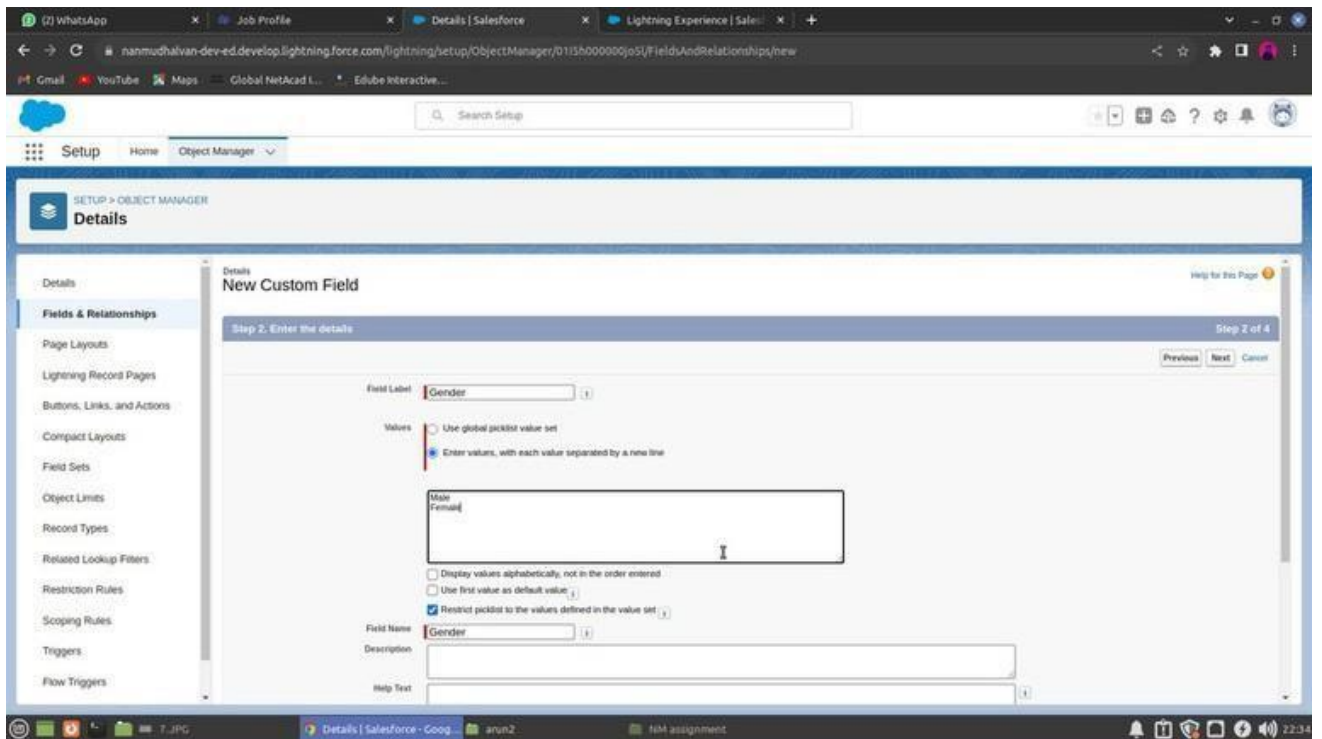 (2) WhatsApp
Job Profile
Details | Salesforce
Lightning Experience | Sales
nanmudhalvan-dev-ed.develop.lightning.force.com/lightning/setup/ObjectManager/
/FieldsAndRelationships/new
Gmail
YouTube
Maps
Global NetAcad I...
Edube Interactive...
Search Setup
Setup
Home
Object Manager
SETUP > OBJECT MANAGER
Details
Details
Fields & Relationships
Page Layouts
Lightning Record Pages
Buttons, Links, and Actions
Compact Layouts
Field Sets
Object Limits
Record Types
Related Lookup Filters
Restriction Rules
Scoping Rules
Triggers
Flow Triggers
Details
New Custom Field
Help for this Page
Step 2. Enter the details
Step 2 of 4
Previous Next Cancel
Field Label Gender
Values Use global picklist value set
Enter values, with each value separated by a new line
Male
Female
Display values alphabetically, not in the order entered
Use first value as default value
Restrict picklist to the values defined in the value set
Field Name Gender
Description
Help Text
7.JPG
Details | Salesforce - Goog...
arun2
NM assignment
22:34